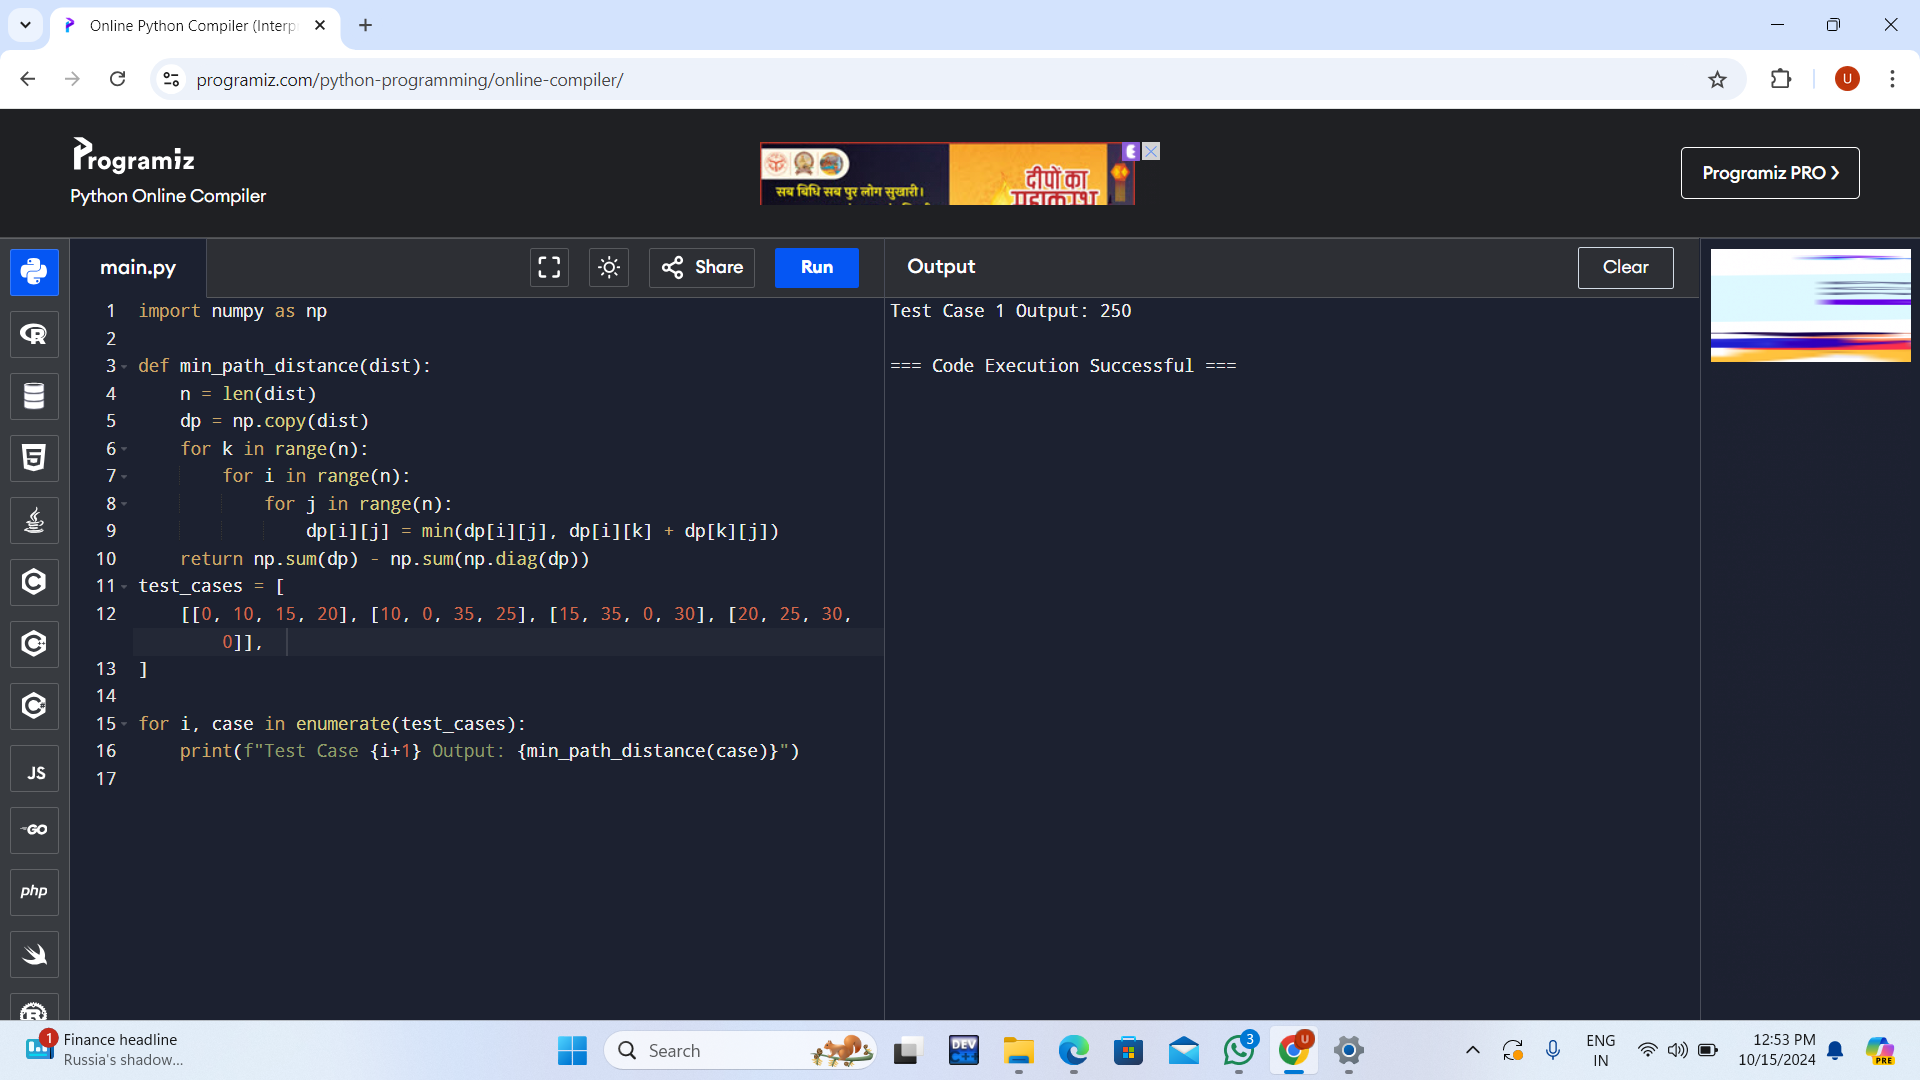 Online Python Compiler (Interp
programiz.com/python-programming/online-compiler/
U
Programiz
Python Online Compiler
सब बिधि सब पुर लोग सुखारी।
दीपों का
Programiz PRO ❯
main.py
Share
Run
Output
Clear
1 import numpy as np
2
3 def min_path_distance(dist):
4 n = len(dist)
5 dp = np.copy(dist)
6 for k in range(n):
7 for i in range(n):
8 for j in range(n):
9 dp[i][j] = min(dp[i][j], dp[i][k] + dp[k][j])
10 return np.sum(dp) - np.sum(np.diag(dp))
11 test_cases = [
12 [[0, 10, 15, 20], [10, 0, 35, 25], [15, 35, 0, 30], [20, 25, 30,
0]],
13 ]
14
15 for i, case in enumerate(test_cases):
16 print(f"Test Case {i+1} Output: {min_path_distance(case)}")
17
Test Case 1 Output: 250
=== Code Execution Successful ===
R
5
C
C
C
JS
GO
php
R
1
Finance headline
Russia's shadow...
Search
DEV
C++
3
U
ENG
IN
12:53 PM
10/15/2024
PRE